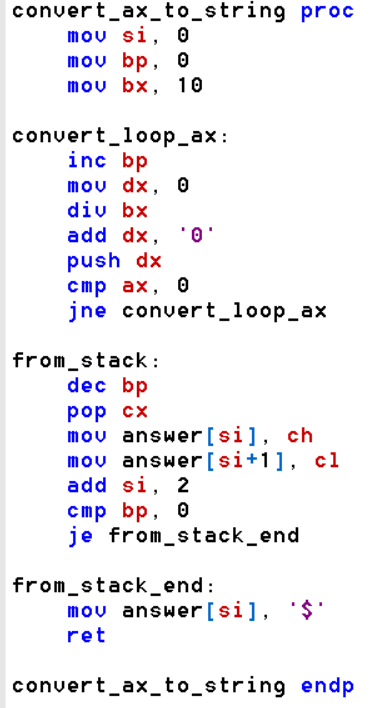 convert_ax_to_string proc
mov si, 0
mov bp, 0
mov bx, 10
convert_loop_ax:
inc bp
mov dx, 0
div bx
add dx, '0'
push dx
cmp ax, 0
jne convert_loop_ax
from_stack:
dec bp
pop cx
mov answer[si], ch
mov answer[si+1], cl
add si, 2
cmp bp, 0
je from_stack_end
from_stack_end:
mov answer[si], '$'
ret
convert_ax_to_string endp